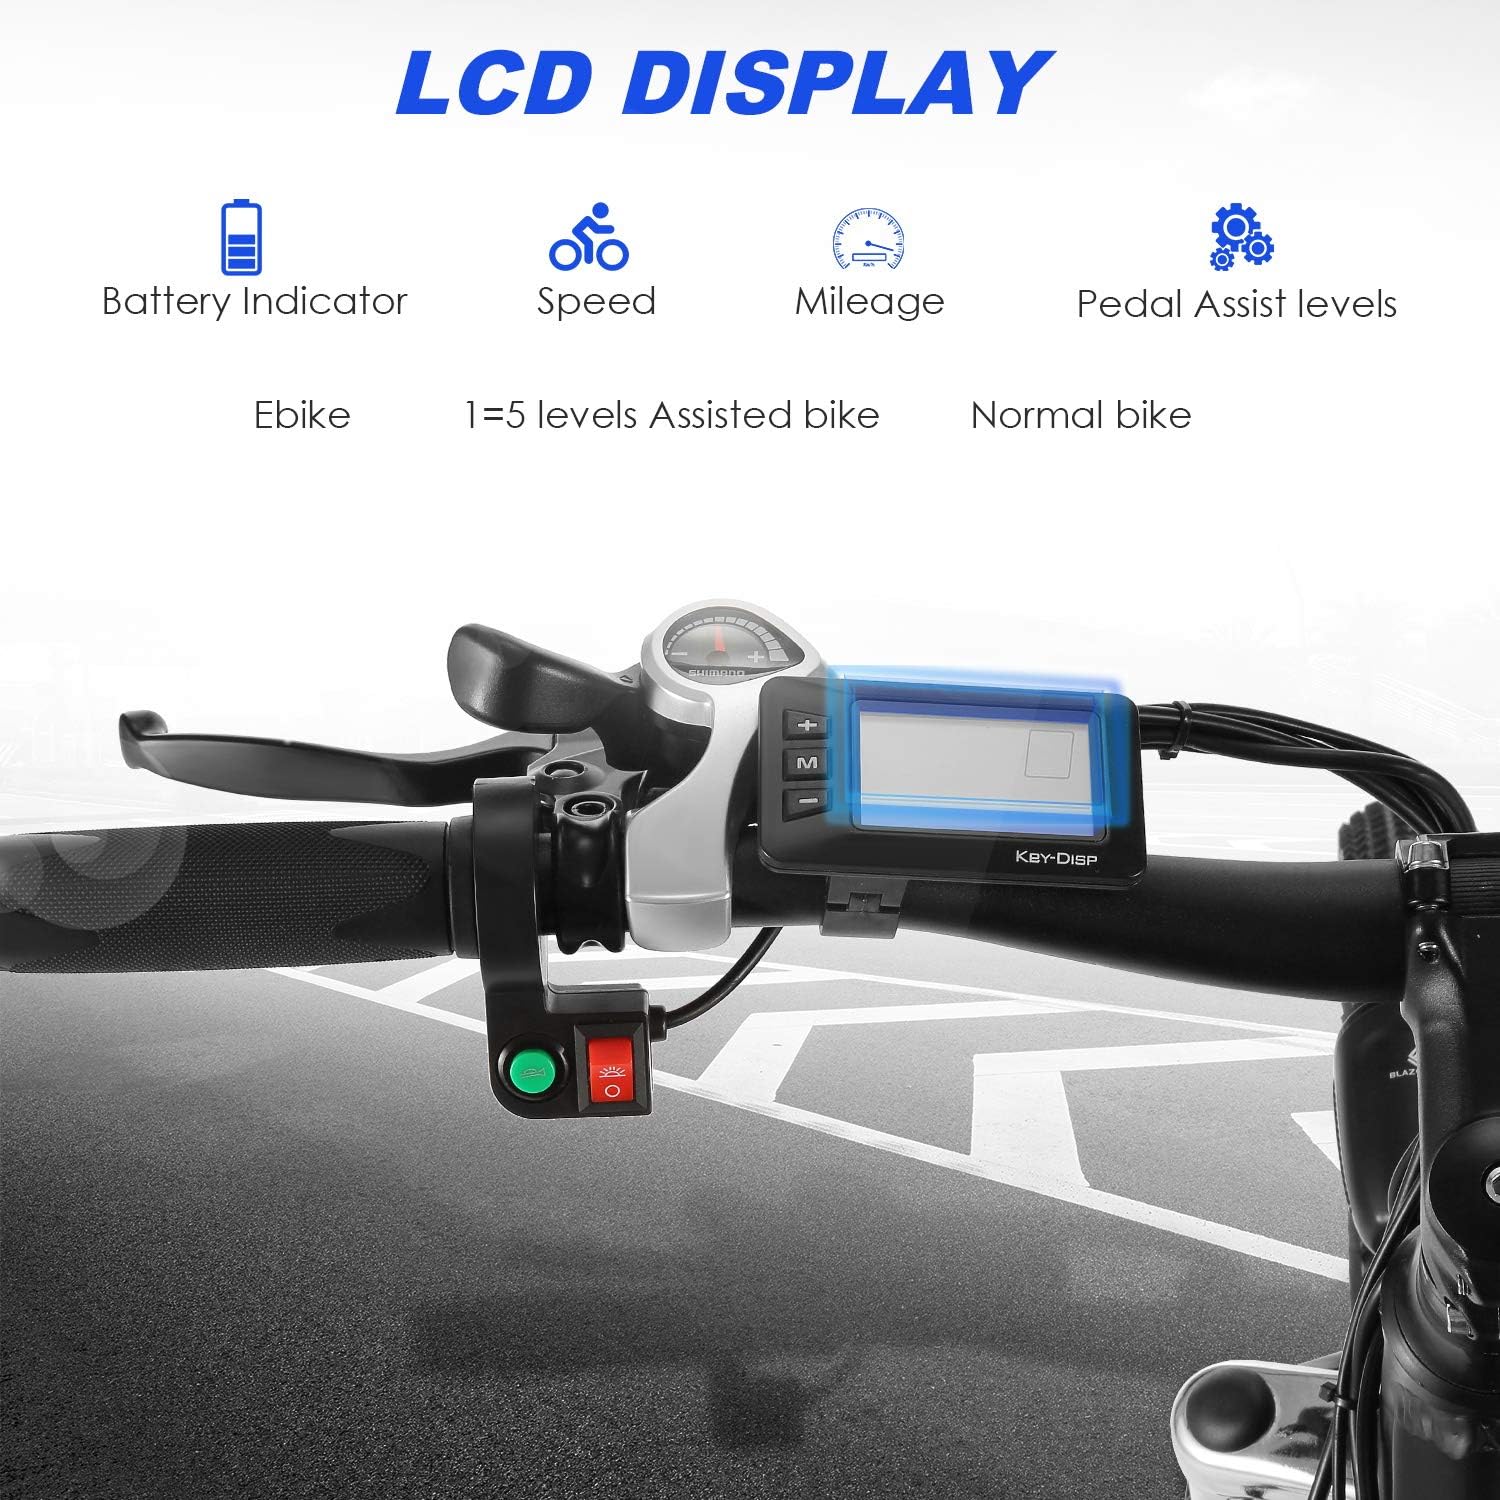 LCD DISPLAY
Battery Indicator
Speed
Mileage
Pedal Assist levels
Ebike
1=5 levels Assisted bike
Normal bike
SHIMANO
- +
+
M
-
KEY-DISP